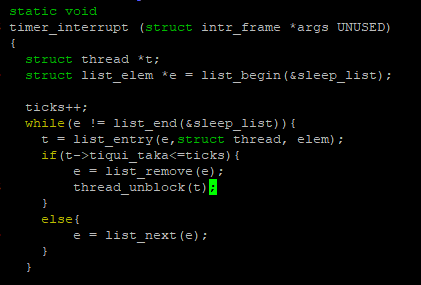 static void
timer_interrupt (struct intr_frame *args UNUSED)
{
  struct thread *t;
  struct list_elem *e = list_begin(&sleep_list);

  ticks++;
  while(e != list_end(&sleep_list)){
    t = list_entry(e,struct thread, elem);
    if(t->tiqui_taka<=ticks){
        e = list_remove(e);
        thread_unblock(t);
    }
    else{
        e = list_next(e);
    }
  }